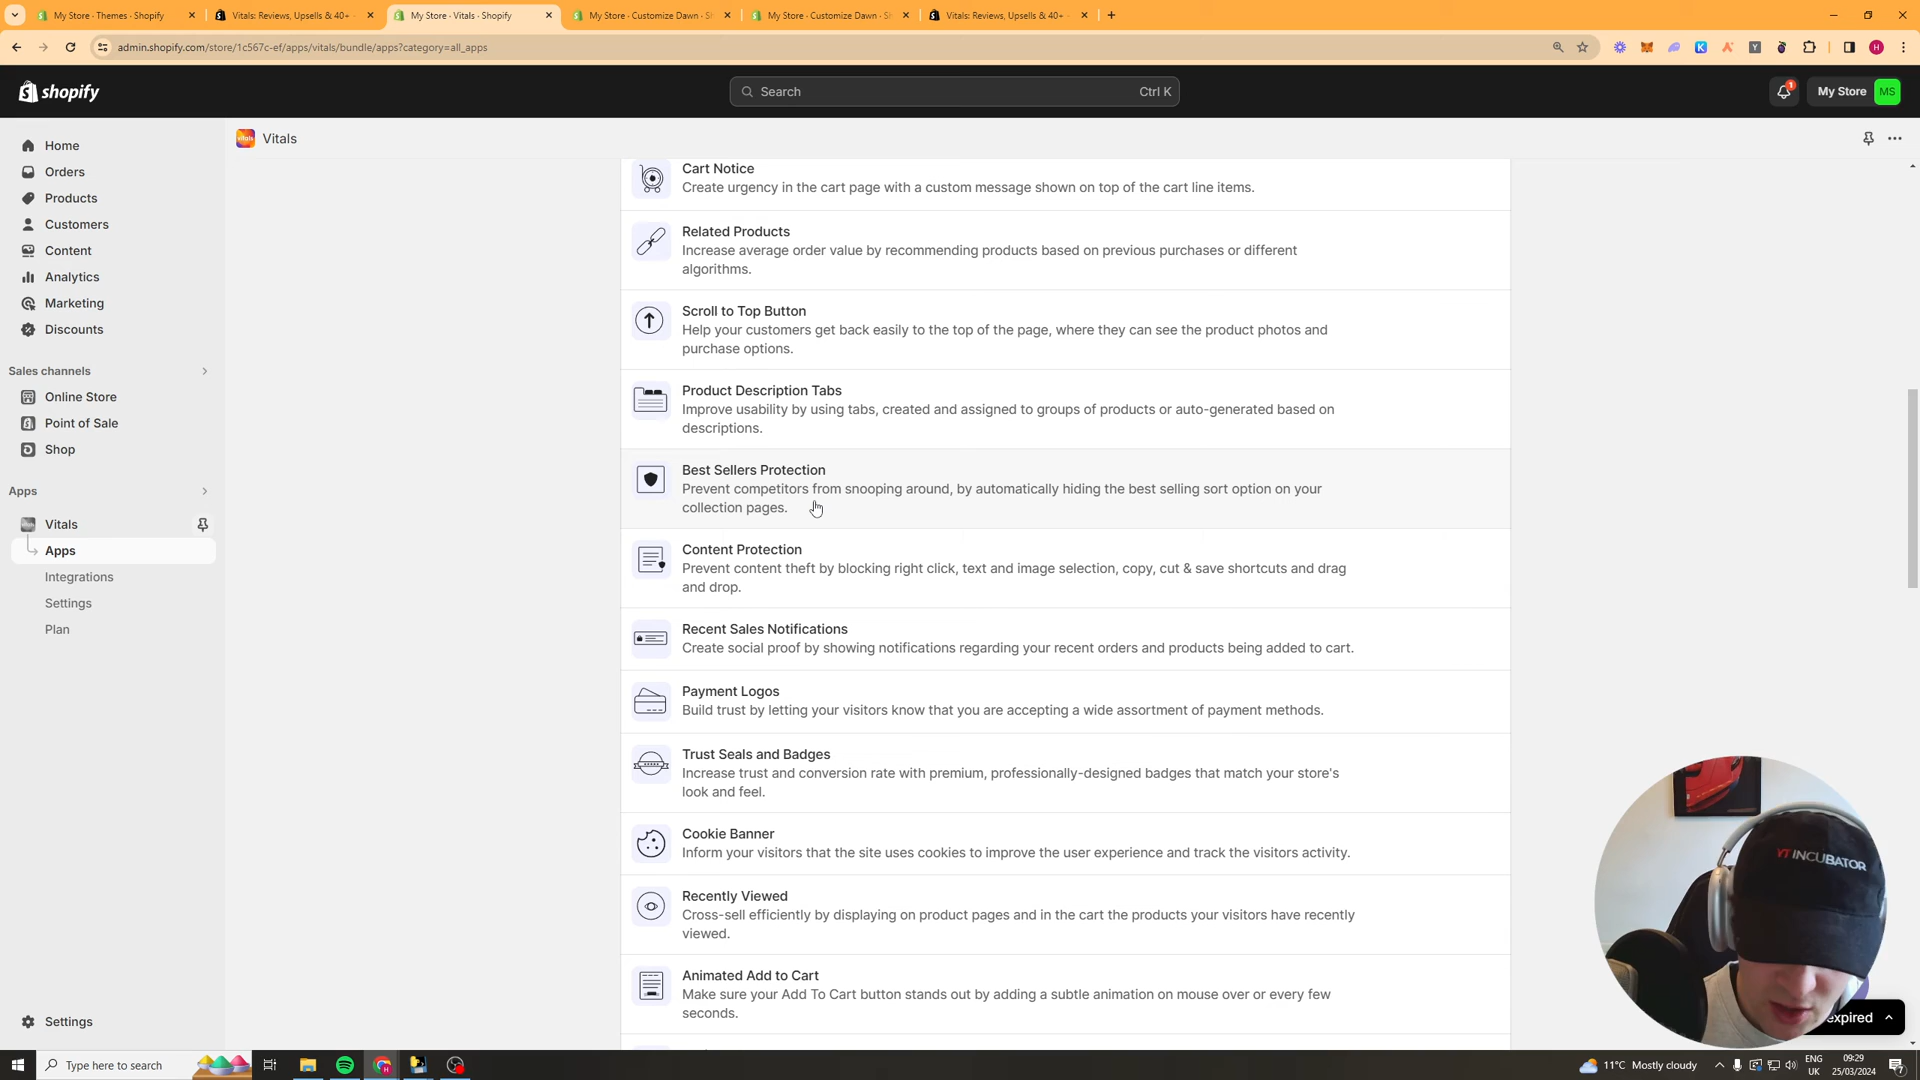 My Store · Themes · Shopify
Vitals: Reviews, Upsells & 40+
My Store · Vitals · Shopify
My Store · Customize Dawn · S
My Store · Customize Dawn · S
Vitals: Reviews, Upsells & 40+
admin.shopify.com/store/1c567c-ef/apps/vitals/bundle/apps?category=all_apps
H
shopify
Search
Ctrl K
1
My Store
MS
Home
Orders
Products
Customers
Content
Analytics
Marketing
Discounts
Sales channels
Online Store
Point of Sale
Shop
Apps
Vitals
Apps
Integrations
Settings
Plan
Settings
Vitals
Cart Notice
Create urgency in the cart page with a custom message shown on top of the cart line items.
Related Products
Increase average order value by recommending products based on previous purchases or different
algorithms.
Scroll to Top Button
Help your customers get back easily to the top of the page, where they can see the product photos and
purchase options.
Product Description Tabs
Improve usability by using tabs, created and assigned to groups of products or auto-generated based on
descriptions.
Best Sellers Protection
Prevent competitors from snooping around, by automatically hiding the best selling sort option on your
collection pages.
Content Protection
Prevent content theft by blocking right click, text and image selection, copy, cut & save shortcuts and drag
and drop.
Recent Sales Notifications
Create social proof by showing notifications regarding your recent orders and products being added to cart.
Payment Logos
Build trust by letting your visitors know that you are accepting a wide assortment of payment methods.
Trust Seals and Badges
Increase trust and conversion rate with premium, professionally-designed badges that match your store's
look and feel.
Cookie Banner
Inform your visitors that the site uses cookies to improve the user experience and track the visitors activity.
Recently Viewed
Cross-sell efficiently by displaying on product pages and in the cart the products your visitors have recently
viewed.
Animated Add to Cart
Make sure your Add To Cart button stands out by adding a subtle animation on mouse over or every few
seconds.
YT INCUBATOR
expired
Type here to search
11°C Mostly cloudy
ENG
UK
09:29
25/03/2024